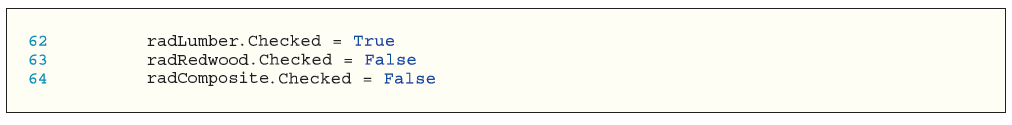 62 radLumber.Checked = True
63 radRedwood.Checked = False
64 radComposite.Checked = False